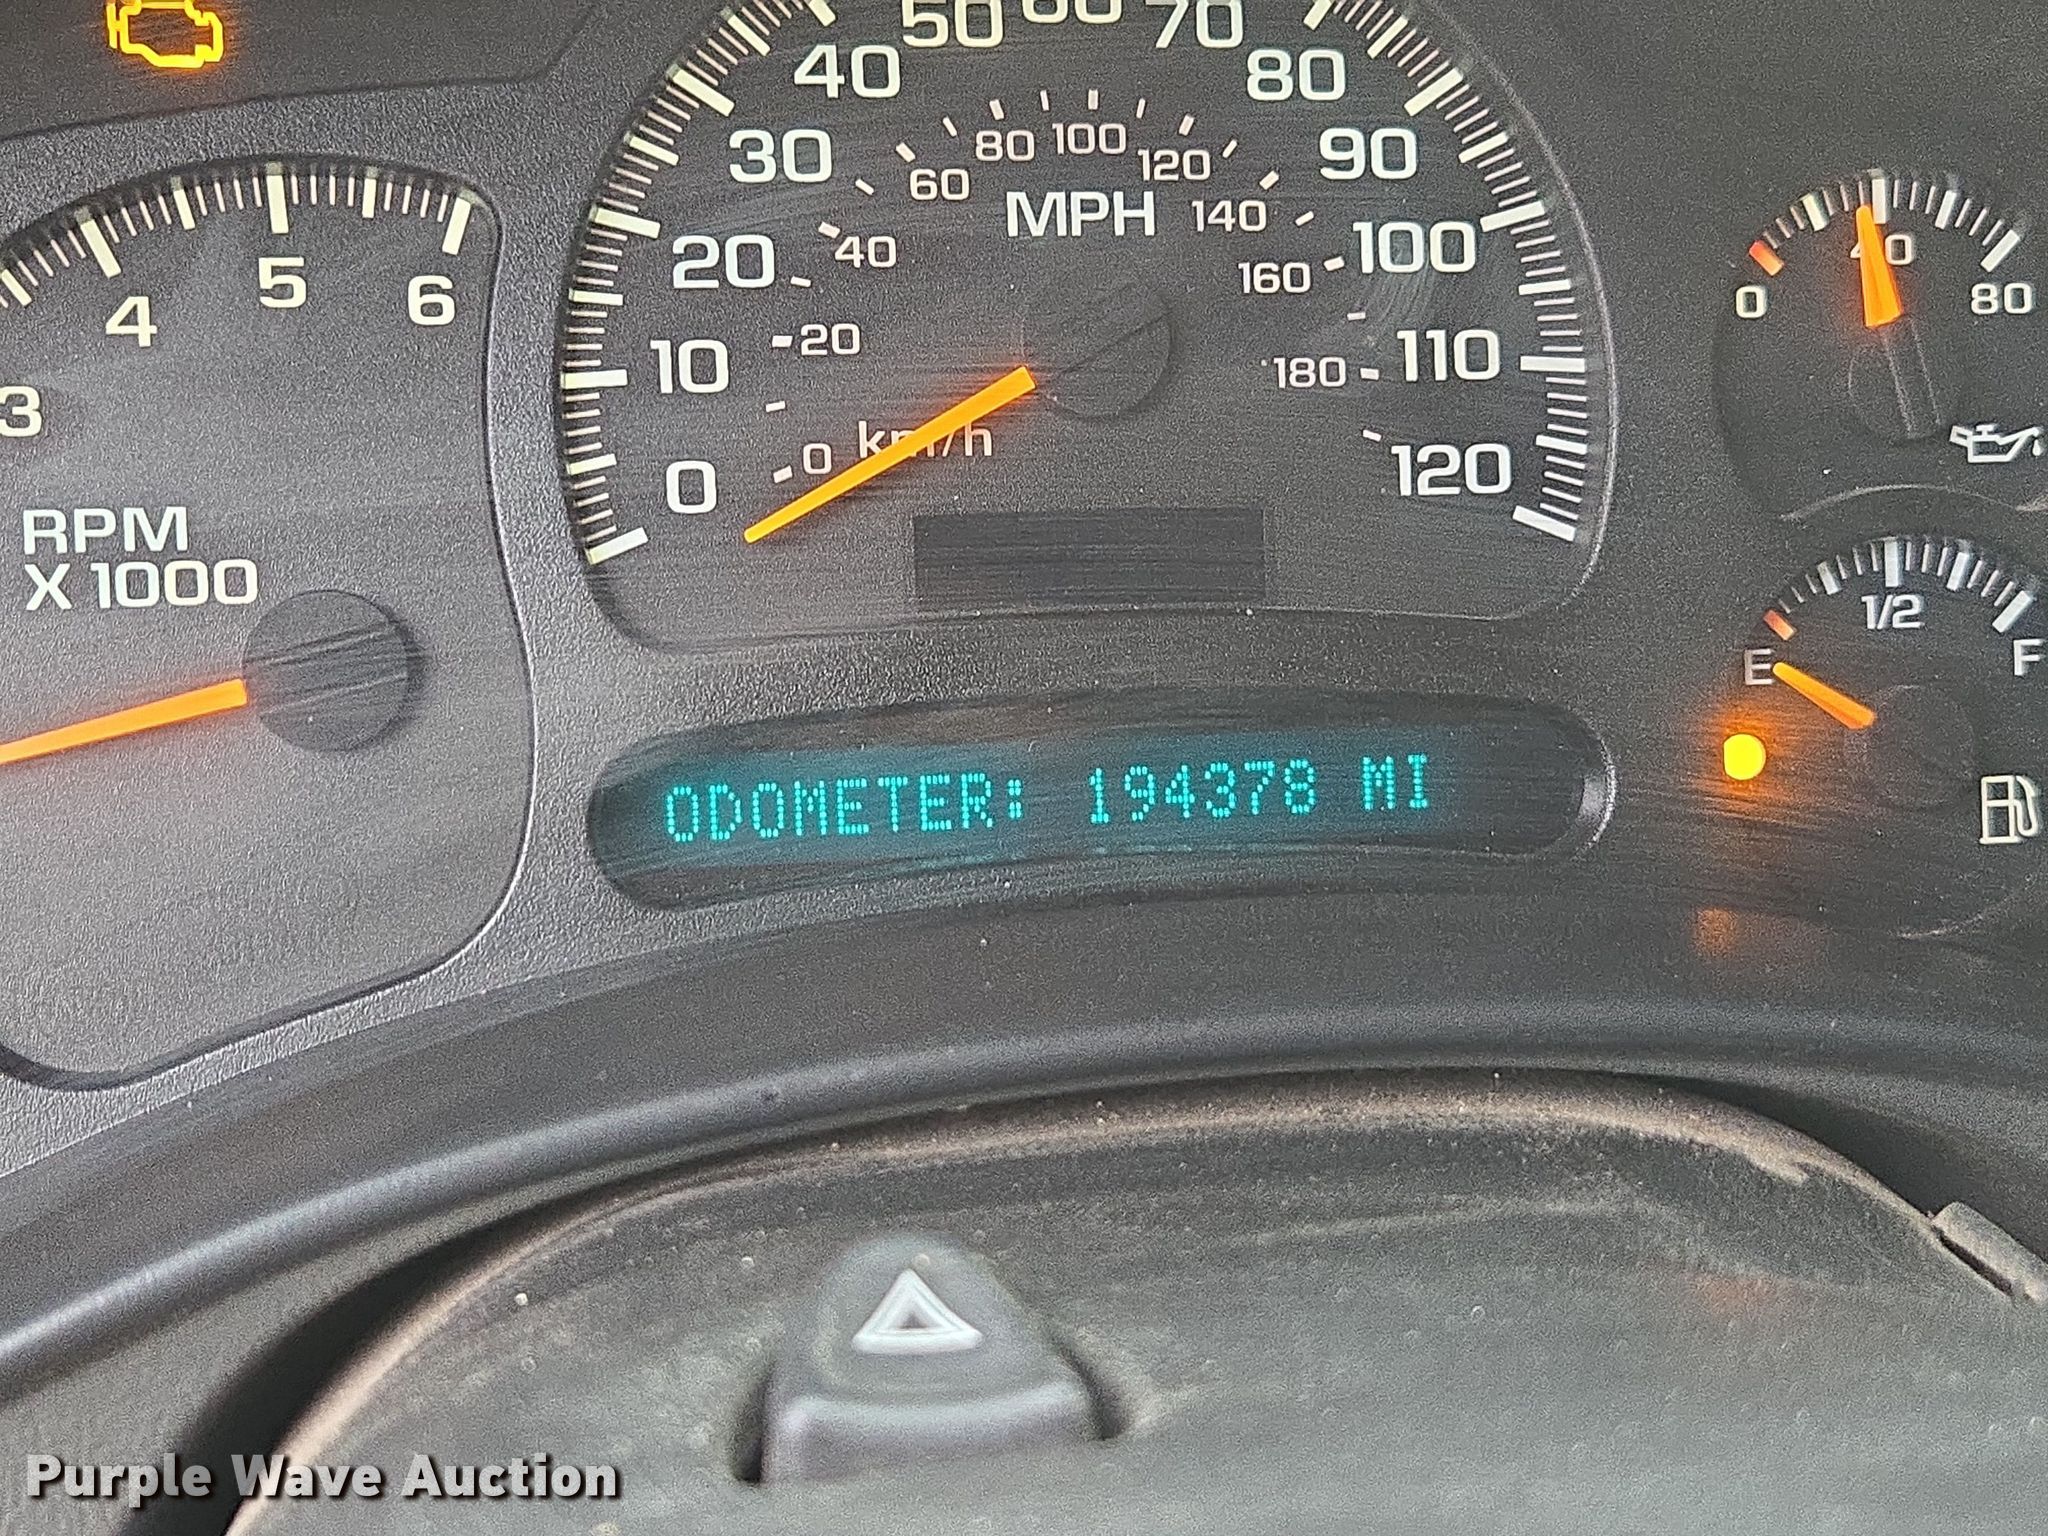 50 60 70
40 80
30 90
80 100 120
60 140
MPH
20 40 160 100
10 20 180 110
0 0 km/h 120
3 4 5 6
RPM
X 1000
0 40 80
1/2
E F
ODOMETER: 194378 MI
Purple Wave Auction